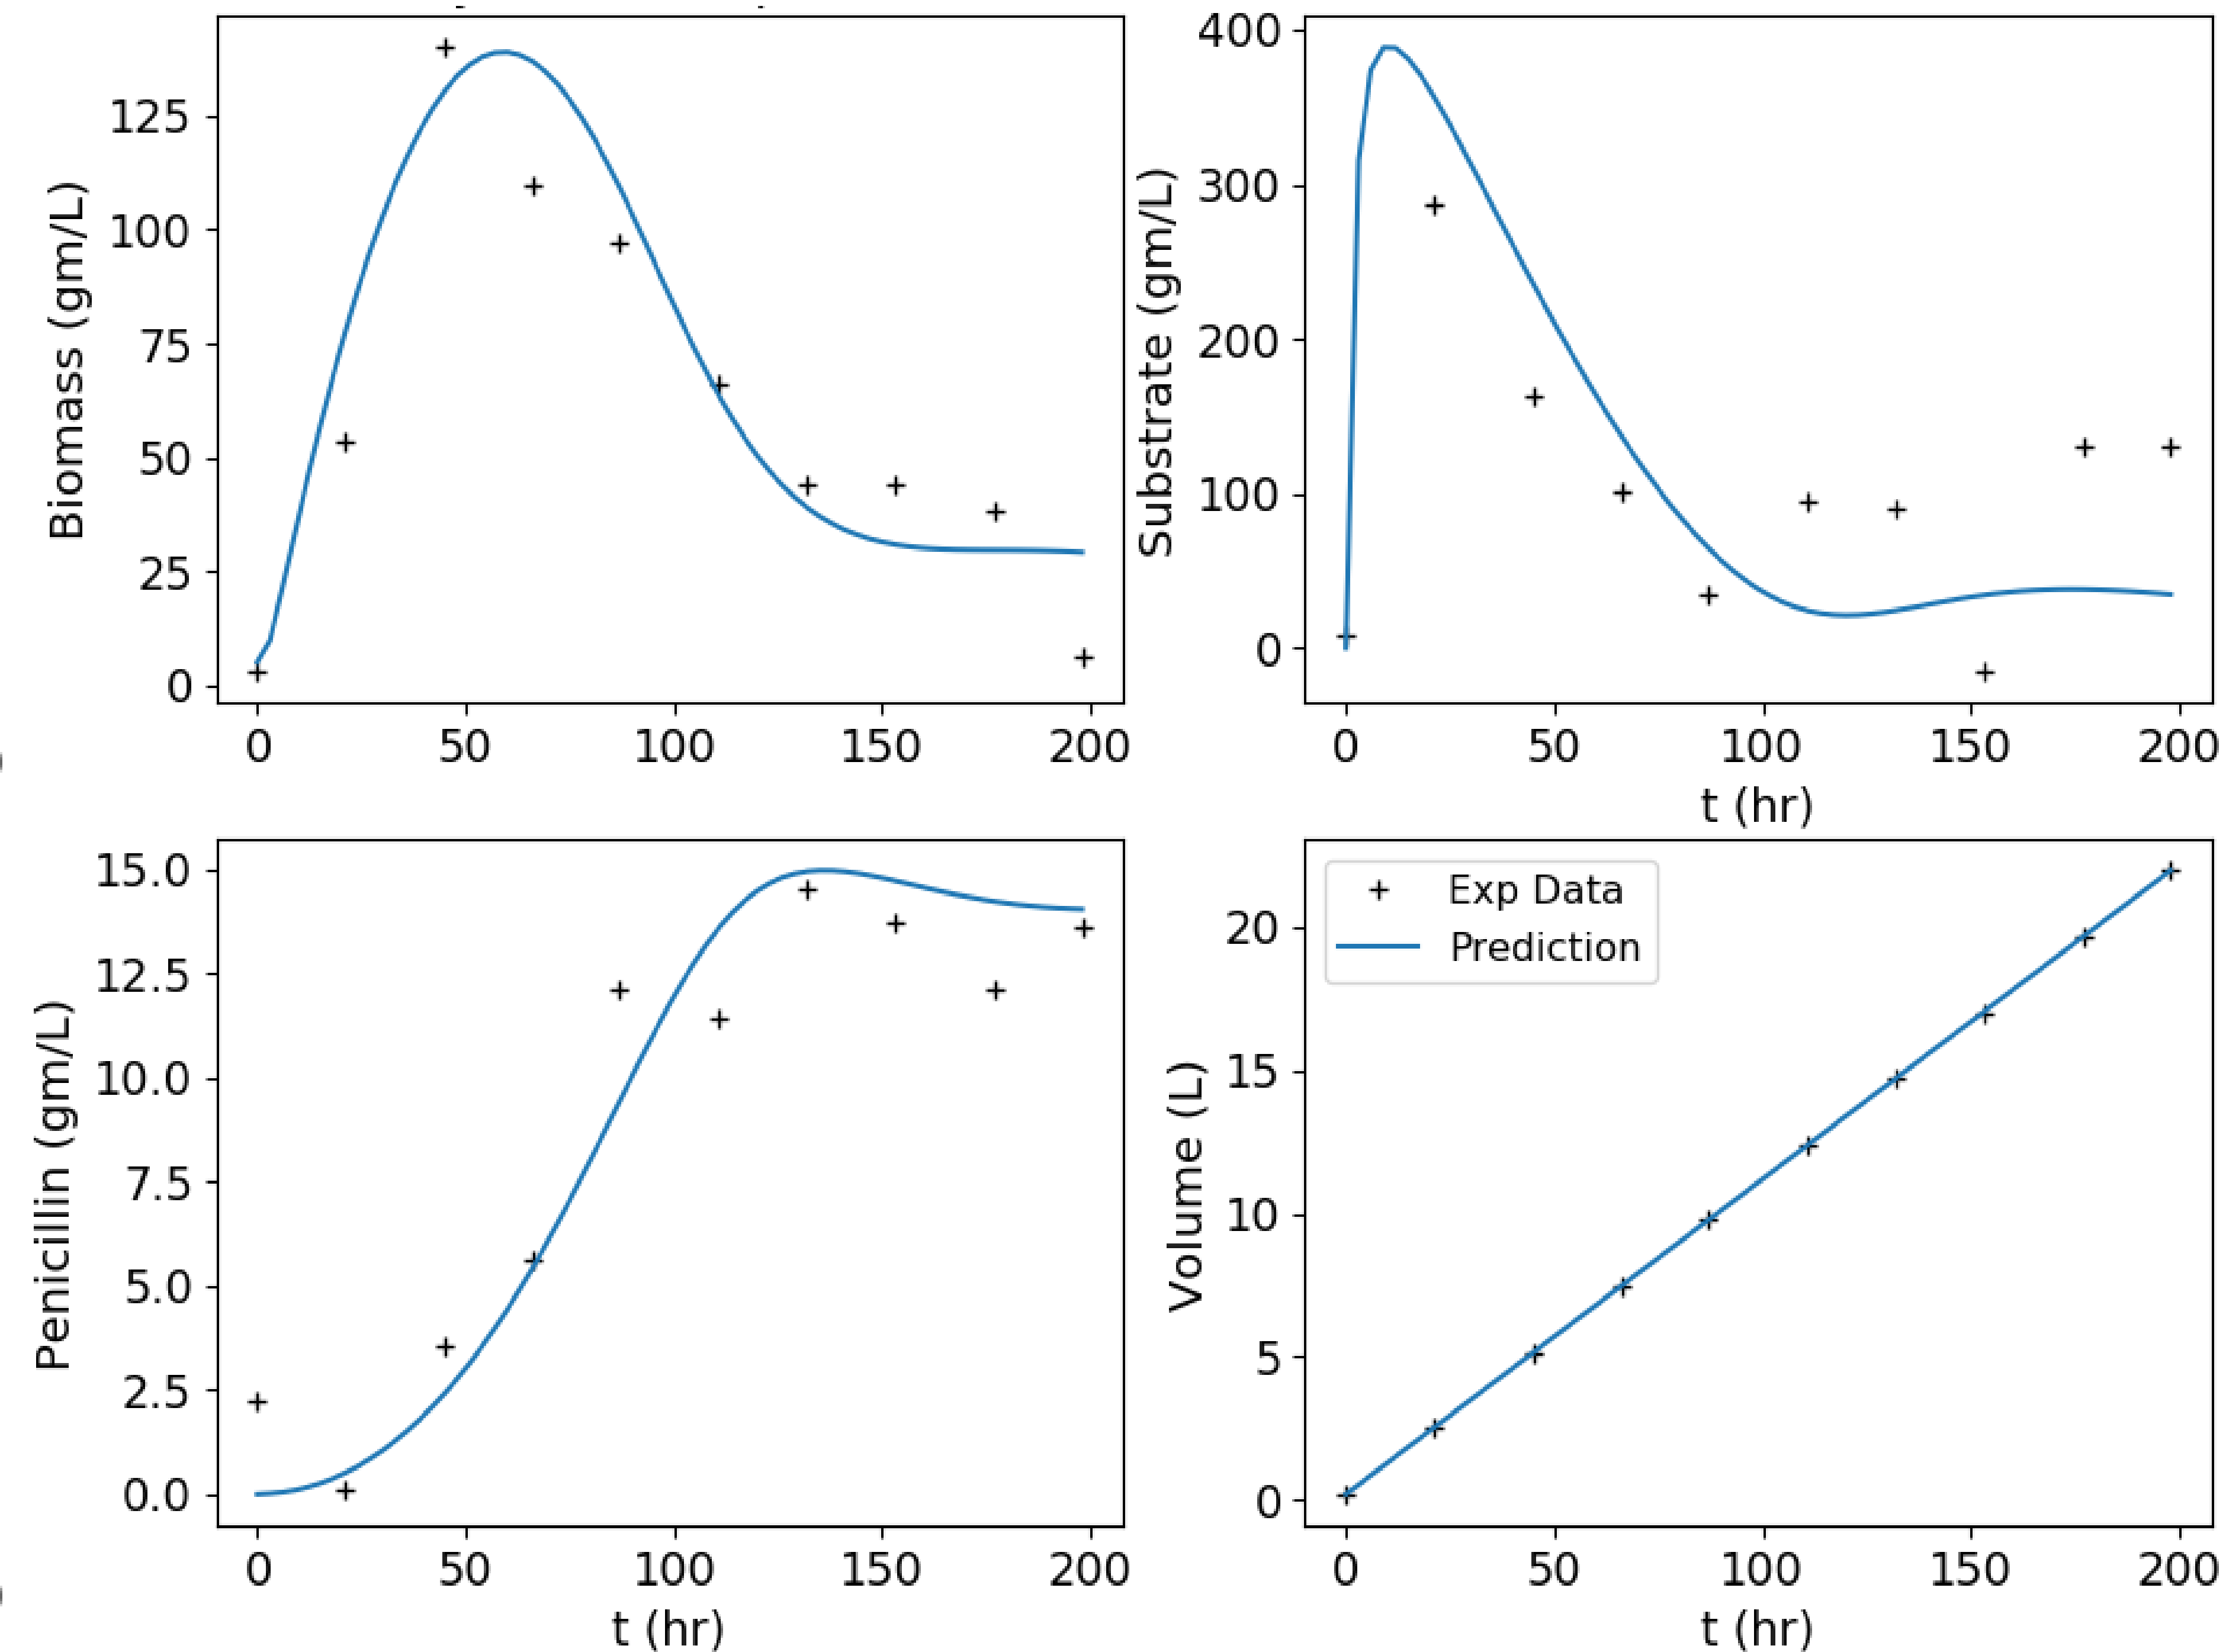 Biomass (gm/L)
125
100
75
50
25
0
0 50 100 150 200
Substrate (gm/L)
400
300
200
100
0
0 50 100 150 200
t (hr)
Penicillin (gm/L)
15.0
12.5
10.0
7.5
5.0
2.5
0.0
0 50 100 150 200
t (hr)
Volume (L)
20
15
10
5
0
Exp Data
Prediction
0 50 100 150 200
t (hr)